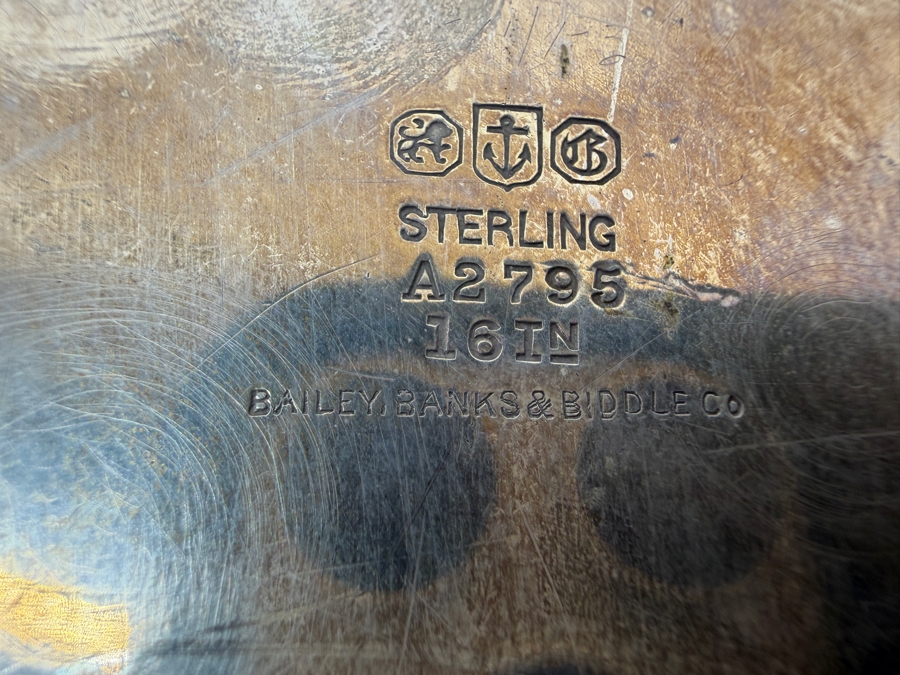 G
STERLING
A2795
16IN
BAILEY, BANKS & BIDDLE Co